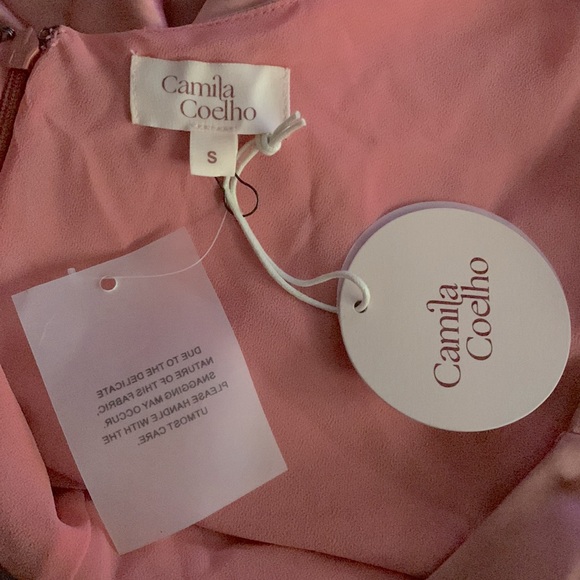 Camila
Coelho
S
Camila
Coelho
DUE TO THE DELICATE
NATURE OF THIS FABRIC,
SNAGGING MAY OCCUR.
PLEASE HANDLE WITH THE
UTMOST CARE.